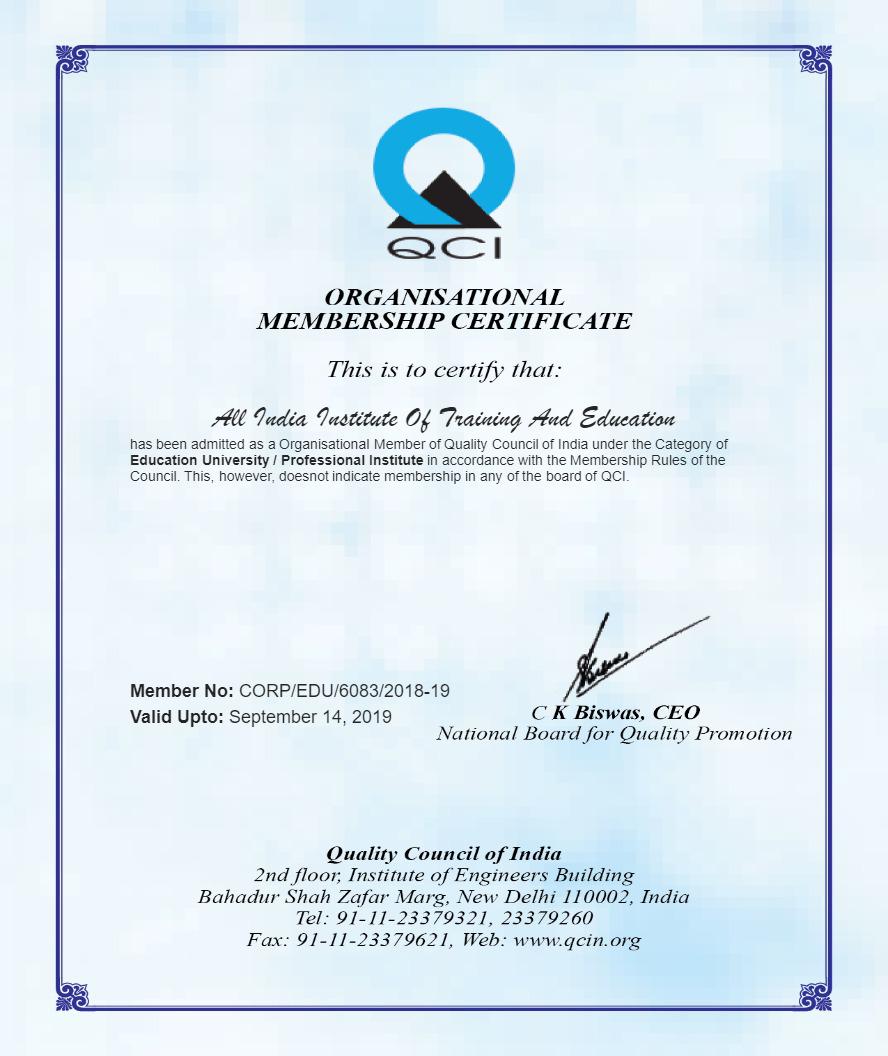 QCI
ORGANISATIONAL
MEMBERSHIP CERTIFICATE
This is to certify that:
All India Institute Of Training And Education
has been admitted as a Organisational Member of Quality Council of India under the Category of
Education University / Professional Institute in accordance with the Membership Rules of the
Council. This, however, doesnot indicate membership in any of the board of QCI.
Member No: CORP/EDU/6083/2018-19
Valid Upto: September 14, 2019
C K Biswas, CEO
National Board for Quality Promotion
Quality Council of India
2nd floor, Institute of Engineers Building
Bahadur Shah Zafar Marg, New Delhi 110002, India
Tel: 91-11-23379321, 23379260
Fax: 91-11-23379621, Web: www.qcin.org